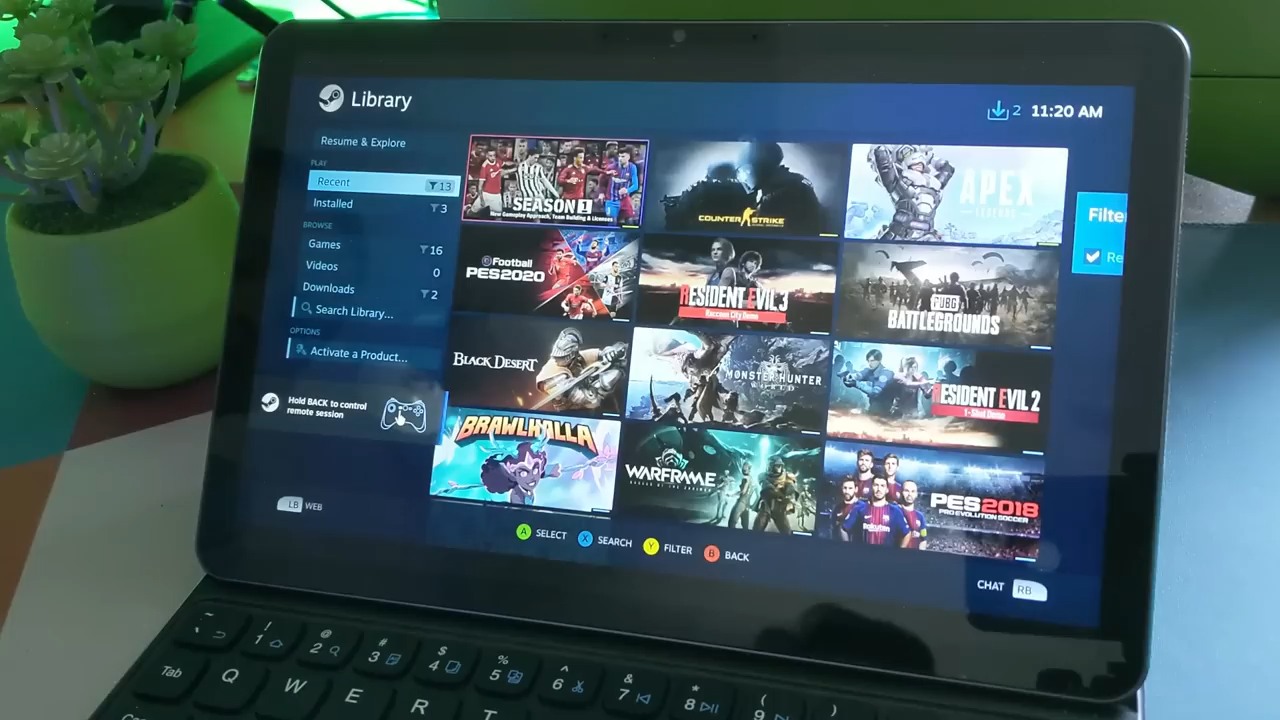 Library
2 11:20 AM
Resume & Explore
PLAY
Recent 13
Installed 3
BROWSE
Games 16
Videos 0
Downloads 2
Search Library...
OPTIONS
Activate a Product...
Hold BACK to control
remote session
LB WEB
SEASON 1
New Gameplay Approach, Team Building & Licenses
COUNTER STRIKE
APEX
LEGENDS
Filte
Re
eFootball
PES2020
RESIDENT EVIL 3
Raccoon City Demo
PUBG
BATTLEGROUNDS
BLACK DESERT
MONSTER HUNTER
WORLD
RESIDENT EVIL 2
1-Shot Demo
BRAWLHALLA
WARFRAME
PES2018
PRO EVOLUTION SOCCER
A SELECT X SEARCH Y FILTER B BACK
CHAT RB
~ ` ! 1 @ 2 # 3 $ 4 % 5 ^ 6 & 7 * 8 ( 9 )
Tab Q W E R T